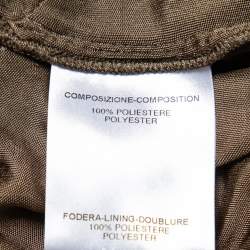 COMPOSIZIONE-COMPOSITION
100% POLIESTERE
POLYESTER
FODERA-LINING-DOUBLURE
100% POLIESTERE
POLYESTER